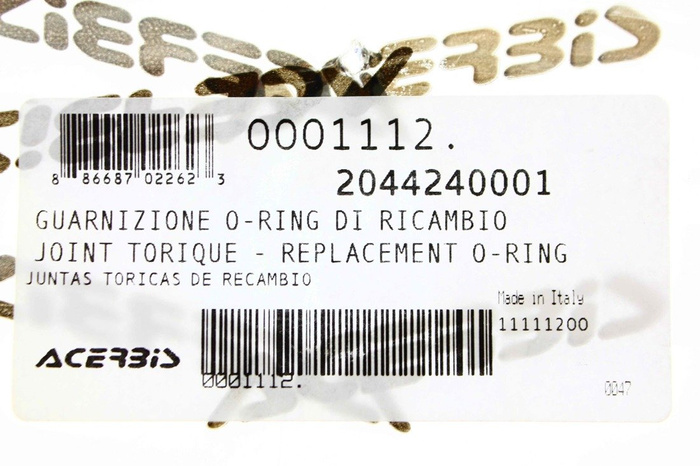 ACERBIS
0001112.
8 86687 02262 3
2044240001
GUARNIZIONE O-RING DI RICAMBIO
JOINT TORIQUE - REPLACEMENT O-RING
JUNTAS TORICAS DE RECAMBIO
Made in Italy
11111200
ACERBIS
0001112.
0047